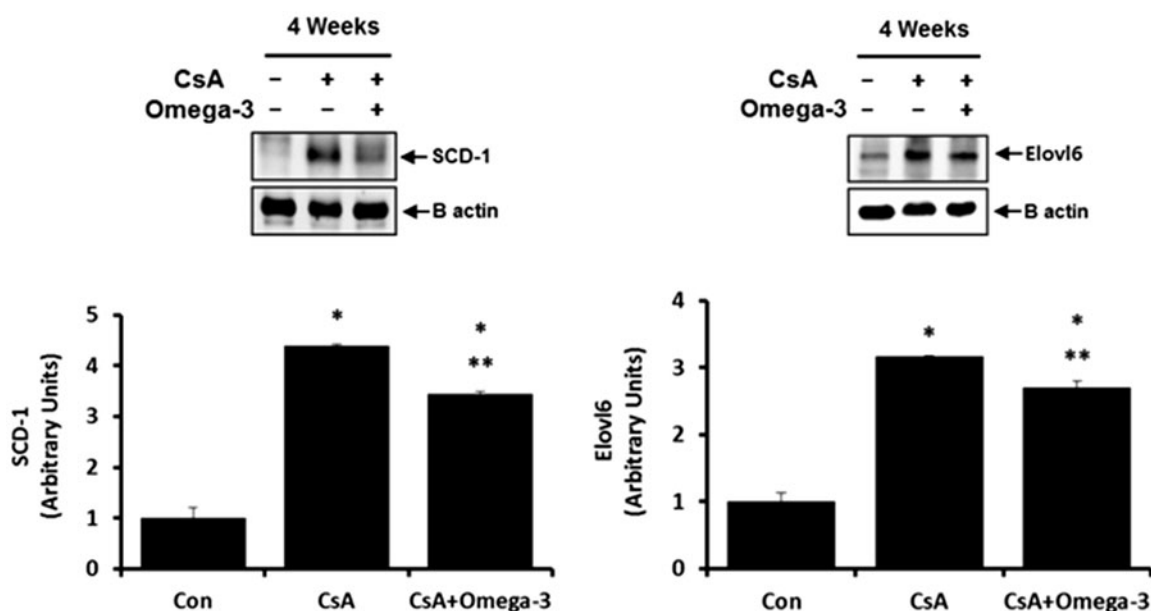 4 Weeks
CsA − + +
Omega-3 − − +
SCD-1
B actin
5
4
3
2
1
0
SCD-1
(Arbitrary Units)
*
*
**
Con CsA CsA+Omega-3
4 Weeks
CsA − + +
Omega-3 − − +
Elovl6
B actin
4
3
2
1
0
Elovl6
(Arbitrary Units)
*
*
**
Con CsA CsA+Omega-3